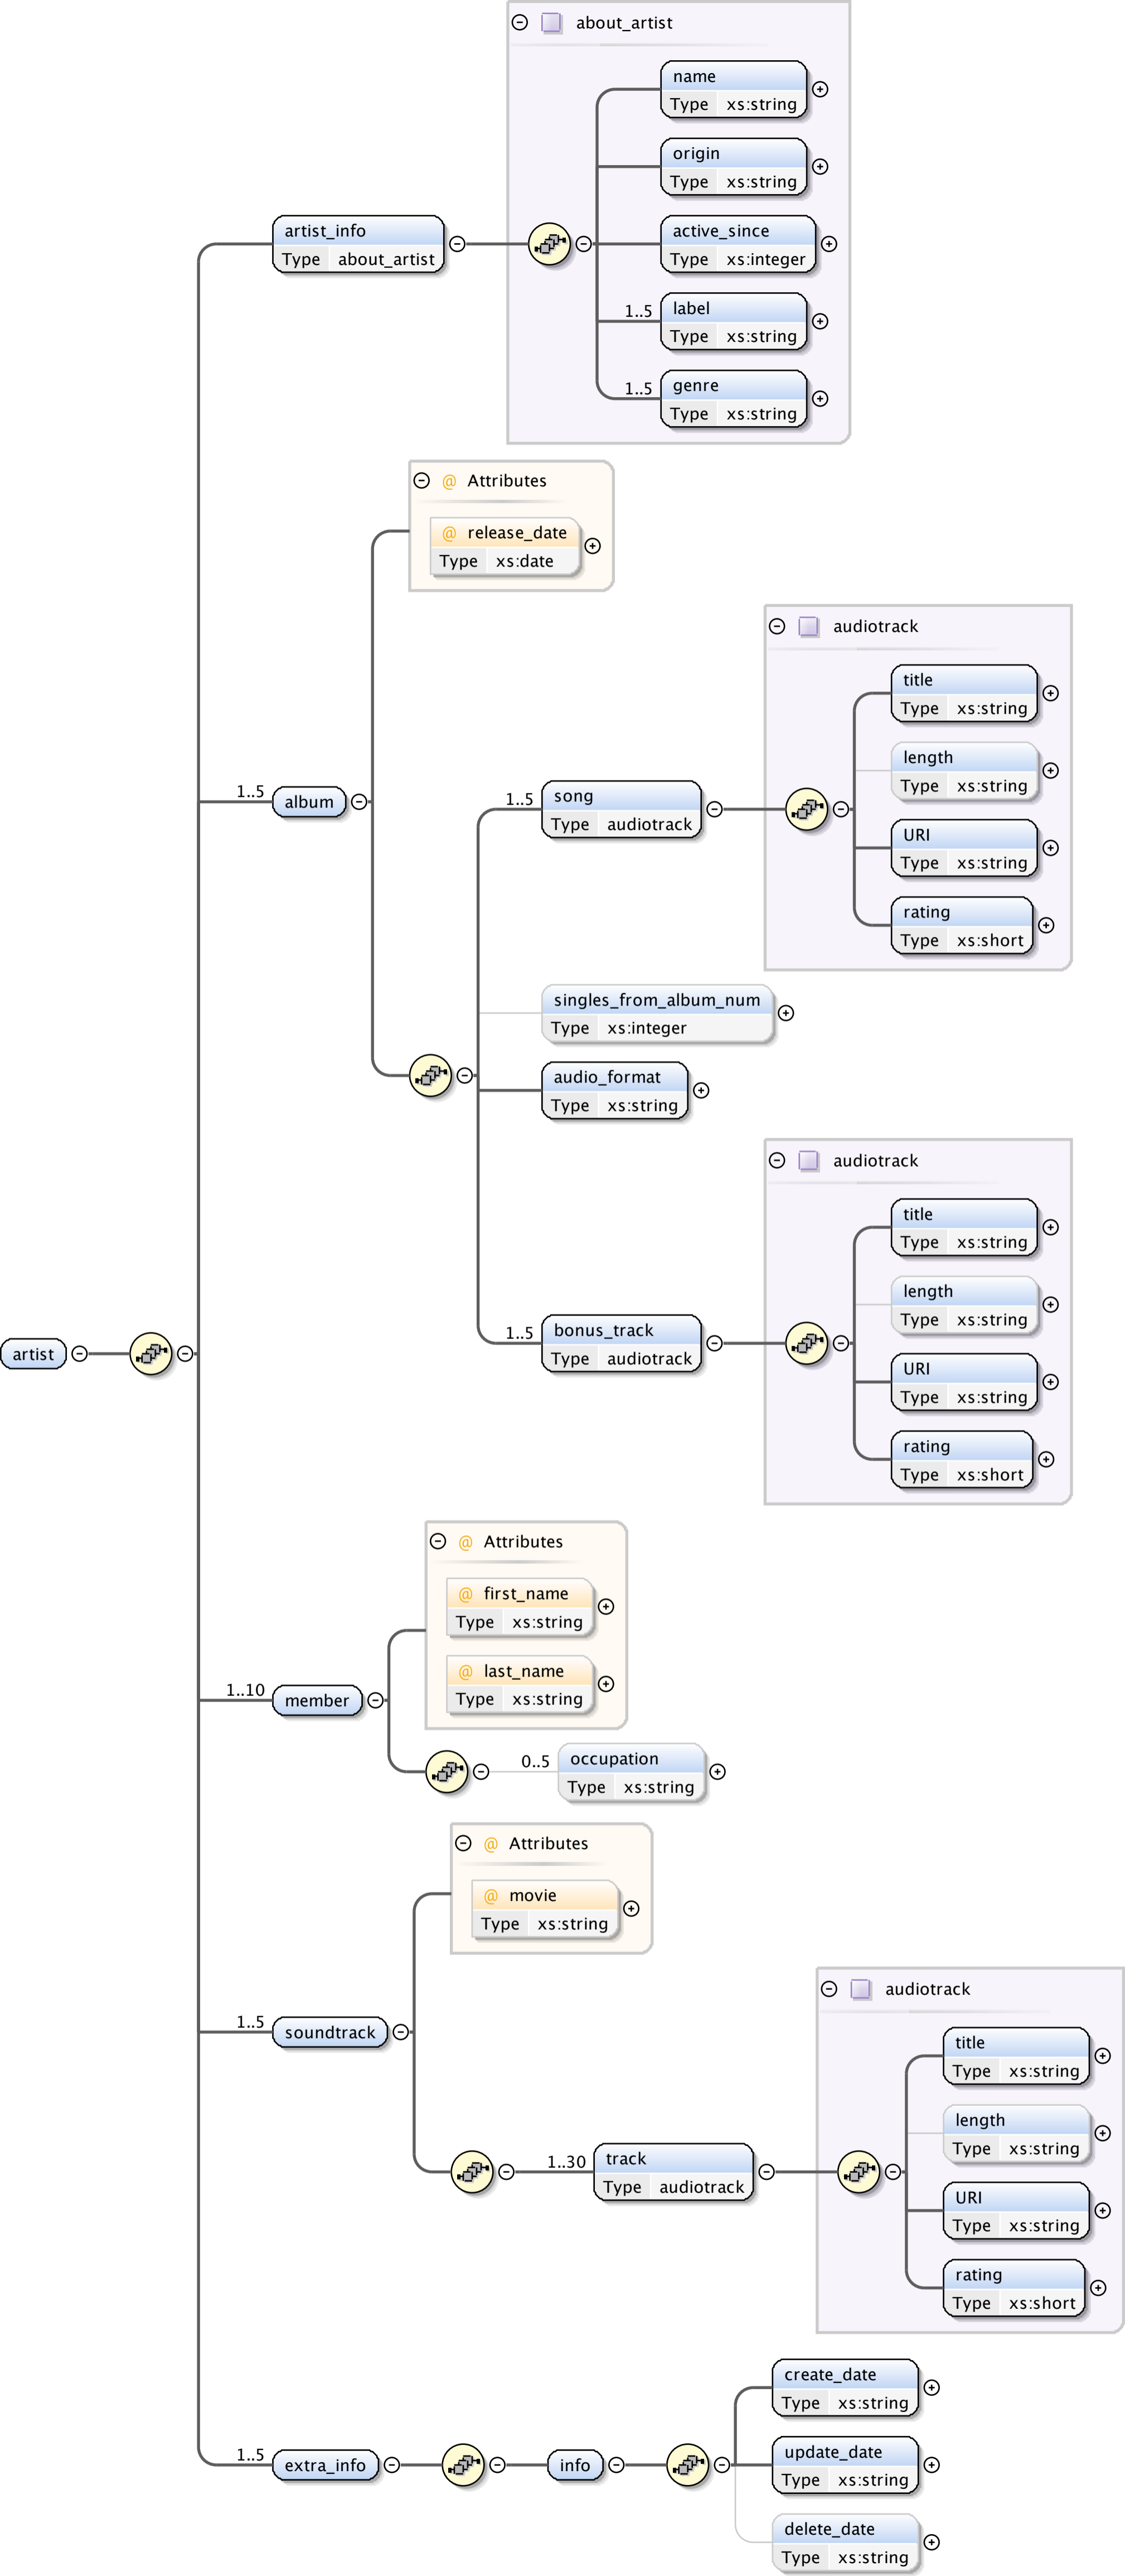 about_artist
name
Type xs:string
origin
Type xs:string
artist_info
Type about_artist
active_since
Type xs:integer
1..5
label
Type xs:string
1..5
genre
Type xs:string
@ Attributes
@ release_date
Type xs:date
audiotrack
title
Type xs:string
length
Type xs:string
1..5
album
1..5
song
Type audiotrack
URI
Type xs:string
rating
Type xs:short
singles_from_album_num
Type xs:integer
audio_format
Type xs:string
audiotrack
title
Type xs:string
length
Type xs:string
artist
1..5
bonus_track
Type audiotrack
URI
Type xs:string
rating
Type xs:short
@ Attributes
@ first_name
Type xs:string
@ last_name
Type xs:string
1..10
member
0..5
occupation
Type xs:string
@ Attributes
@ movie
Type xs:string
1..5
soundtrack
audiotrack
title
Type xs:string
length
Type xs:string
1..30
track
Type audiotrack
URI
Type xs:string
rating
Type xs:short
create_date
Type xs:string
1..5
extra_info
info
update_date
Type xs:string
delete_date
Type xs:string